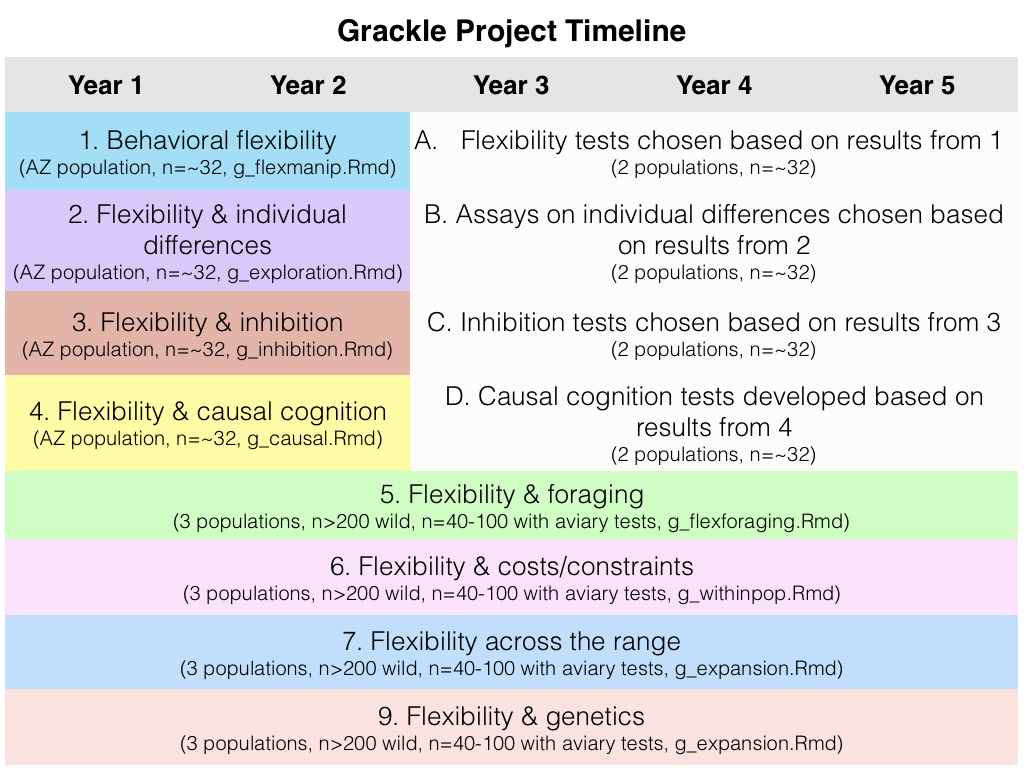 Grackle Project Timeline
Year 1 Year 2 Year 3 Year 4 Year 5
1. Behavioral flexibility
(AZ population, n=~32, g_flexmanip.Rmd)
A. Flexibility tests chosen based on results from 1
(2 populations, n=~32)
2. Flexibility & individual
differences
(AZ population, n=~32, g_exploration.Rmd)
B. Assays on individual differences chosen based
on results from 2
(2 populations, n=~32)
3. Flexibility & inhibition
(AZ population, n=~32, g_inhibition.Rmd)
C. Inhibition tests chosen based on results from 3
(2 populations, n=~32)
4. Flexibility & causal cognition
(AZ population, n=~32, g_causal.Rmd)
D. Causal cognition tests developed based on
results from 4
(2 populations, n=~32)
5. Flexibility & foraging
(3 populations, n>200 wild, n=40-100 with aviary tests, g_flexforaging.Rmd)
6. Flexibility & costs/constraints
(3 populations, n>200 wild, n=40-100 with aviary tests, g_withinpop.Rmd)
7. Flexibility across the range
(3 populations, n>200 wild, n=40-100 with aviary tests, g_expansion.Rmd)
9. Flexibility & genetics
(3 populations, n>200 wild, n=40-100 with aviary tests, g_expansion.Rmd)